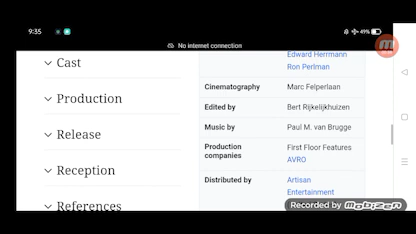 9:35
49%
No internet connection
Cast
Production
Release
Reception
References
Edward Herrmann
Ron Perlman
Cinematography Marc Felperlaan
Edited by Bert Rijkelijkhuizen
Music by Paul M. van Brugge
Production companies First Floor Features
AVRO
Distributed by Artisan
Entertainment
Recorded by Mobizen